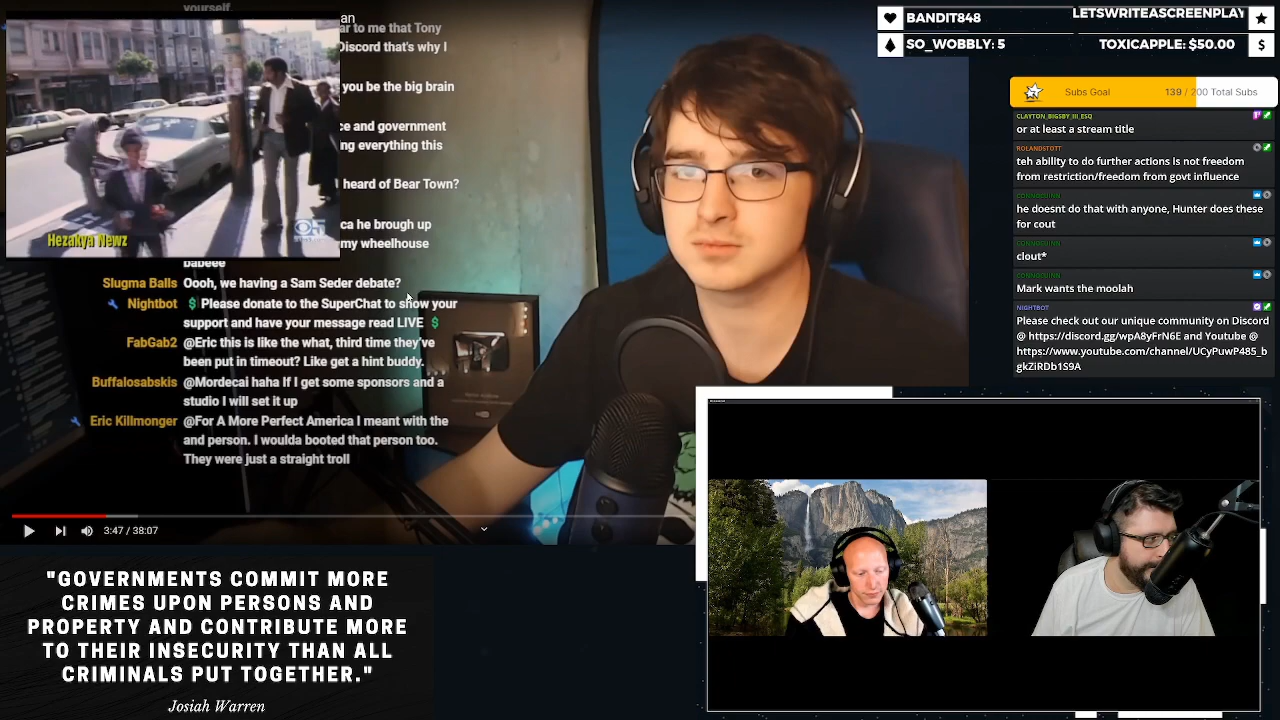 yourself.
an
ar to me that Tony
Discord that's why I
you be the big brain
ce and government
ng everything this
I heard of Bear Town?
ca he brough up
my wheelhouse
babeee
Hezakya Newz
Slugma Balls Oooh, we having a Sam Seder debate?
Nightbot Please donate to the SuperChat to show your
support and have your message read LIVE
FabGab2 @Eric this is like the what, third time they've
been put in timeout? Like get a hint buddy.
Buffalosabskis @Mordecai haha If I get some sponsors and a
studio I will set it up
Eric Killmonger @For A More Perfect America I meant with the
and person. I woulda booted that person too.
They were just a straight troll
3:47 / 38:07
"GOVERNMENTS COMMIT MORE
CRIMES UPON PERSONS AND
PROPERTY AND CONTRIBUTE MORE
TO THEIR INSECURITY THAN ALL
CRIMINALS PUT TOGETHER."
Josiah Warren
BANDIT848
LETSWRITEASCREENPLAY
SO_WOBBLY: 5
TOXICAPPLE: $50.00
$
Subs Goal
139 / 200 Total Subs
CLAYTON_BIGSBY_III_ESQ
or at least a stream title
ROLANDSTOTT
teh ability to do further actions is not freedom
from restriction/freedom from govt influence
he doesnt do that with anyone, Hunter does these
for cout
clout*
Mark wants the moolah
NIGHTBOT
Please check out our unique community on Discord
@ https://discord.gg/wpA8yFrN6E and Youtube @
https://www.youtube.com/channel/UCyPuwP485_b
gkZiRDb1S9A